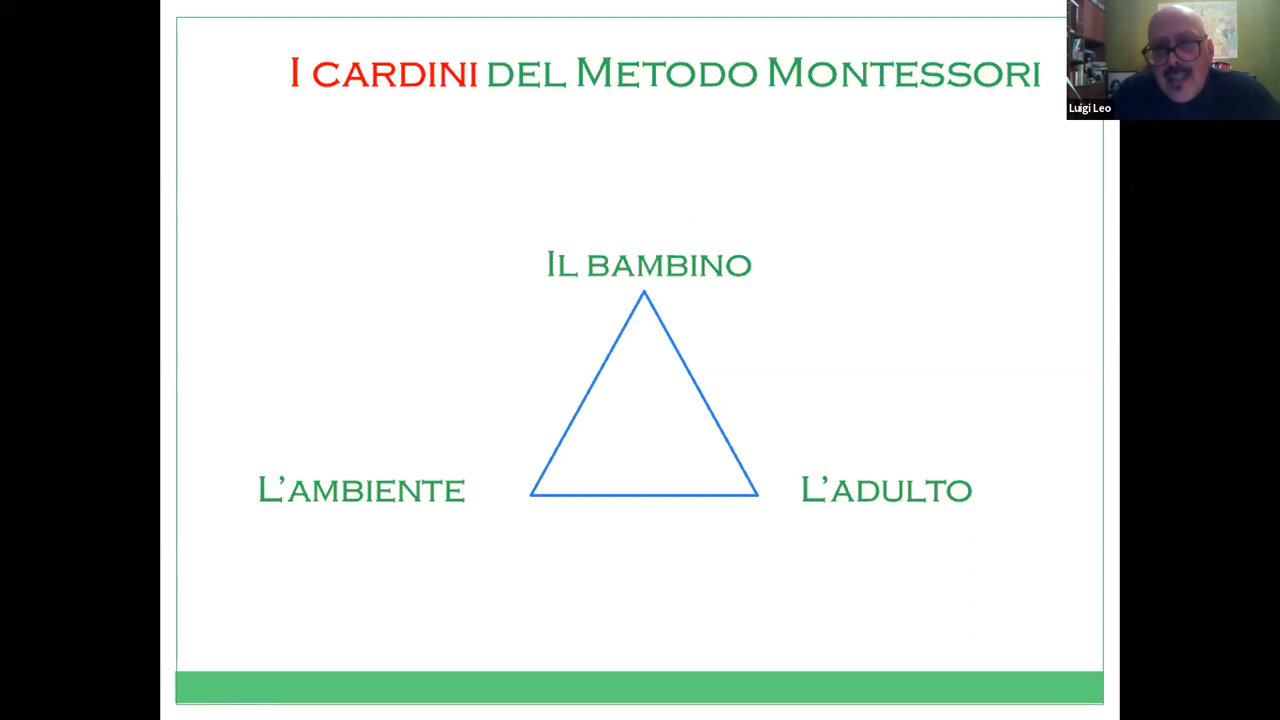 I CARDINI DEL METODO MONTESSORI
Luigi Leo
IL BAMBINO
L'AMBIENTE
L'ADULTO